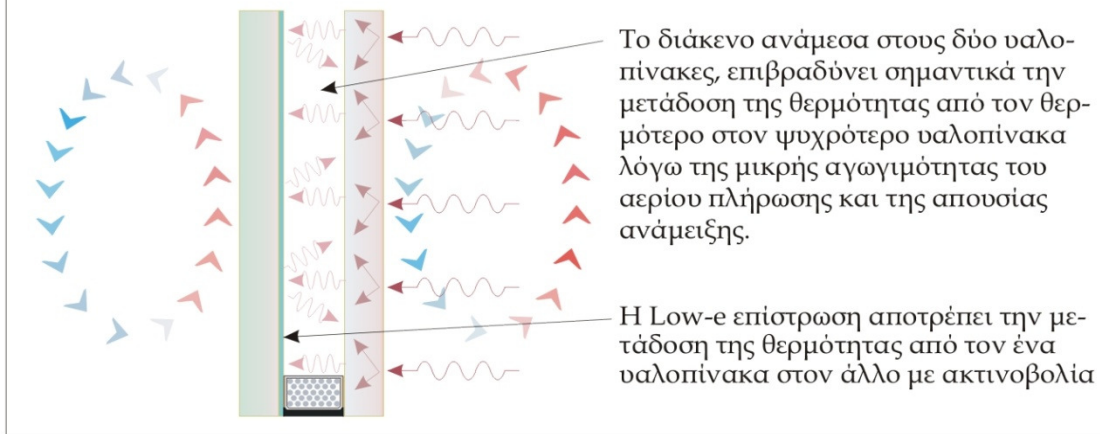 Το διάκενο ανάμεσα στους δύο υαλο-
πίνακες, επιβραδύνει σημαντικά την
μετάδοση της θερμότητας από τον θερ-
μότερο στον ψυχρότερο υαλοπίνακα
λόγω της μικρής αγωγιμότητας του
αερίου πλήρωσης και της απουσίας
ανάμειξης.
Η Low-e επίστρωση αποτρέπει την με-
τάδοση της θερμότητας από τον ένα
υαλοπίνακα στον άλλο με ακτινοβολία